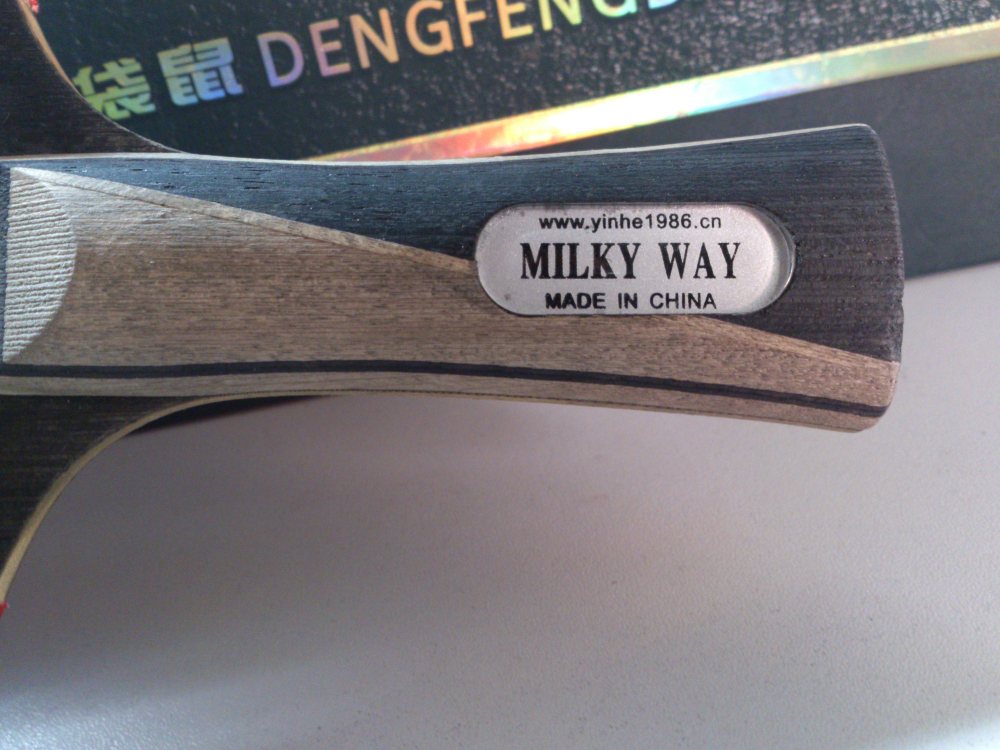 袋鼠 DENGFENG
www.yinhe1986.cn
MILKY WAY
MADE IN CHINA